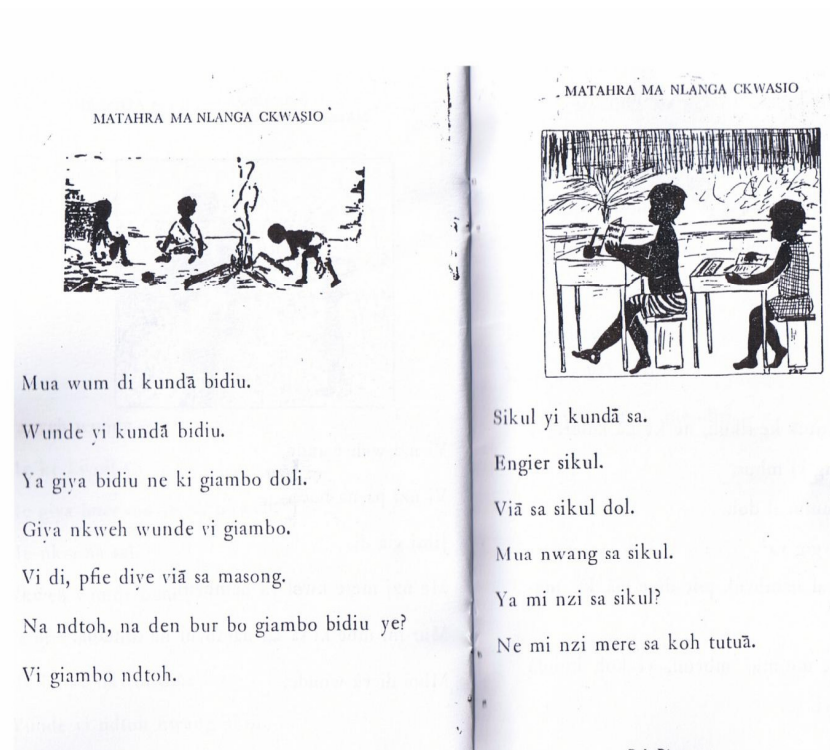 MATAHRA MA NLANGA CKWASIO
Mua wum di kundā bidiu.
Wunde yi kundā bidiu.
Ya giya bidiu ne ki giambo doli.
Giya nkweh wunde vi giambo.
Vi di, pfie dive viā sa masong.
Na ndtoh, na den bur bo giambo bidiu ye?
Vi giambo ndtoh.
MATAHRA MA NLANGA CKWASIO
Sikul yi kundā sa.
Engier sikul.
Viā sa sikul dol.
Mua nwang sa sikul.
Ya mi nzi sa sikul?
Ne mi nzi mere sa koh tutuā.